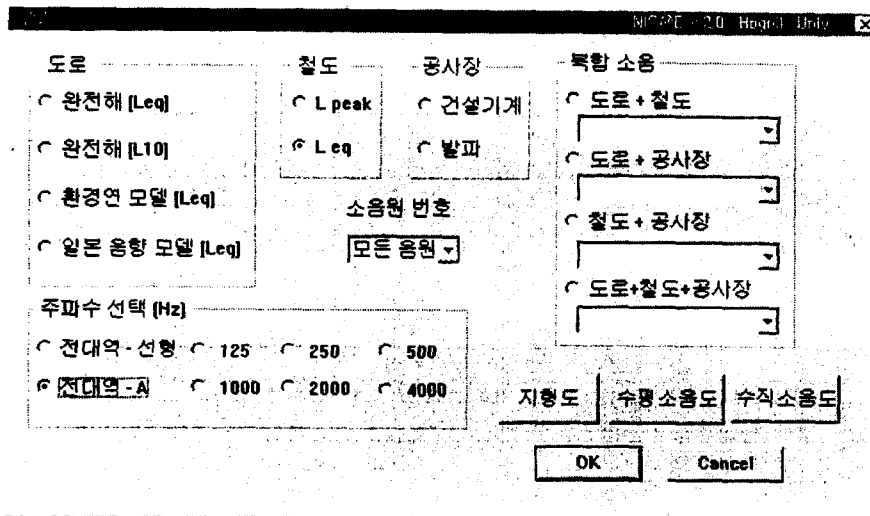 2.0 Hogrel Univ
도로
완전해 [Leq]
완전해 [L10]
환경연 모델 [Leq]
일본 음향 모델 [Leq]
철도
L peak
L eq
공사장
건설기계
발파
소음원 번호
모든 음원
복합 소음
도로 + 철도
도로 + 공사장
철도 + 공사장
도로+철도+공사장
주파수 선택 [Hz]
전대역 - 선형 125 250 500
전대역 - A 1000 2000 4000
지형도 수평소음도 수직소음도
OK Cancel